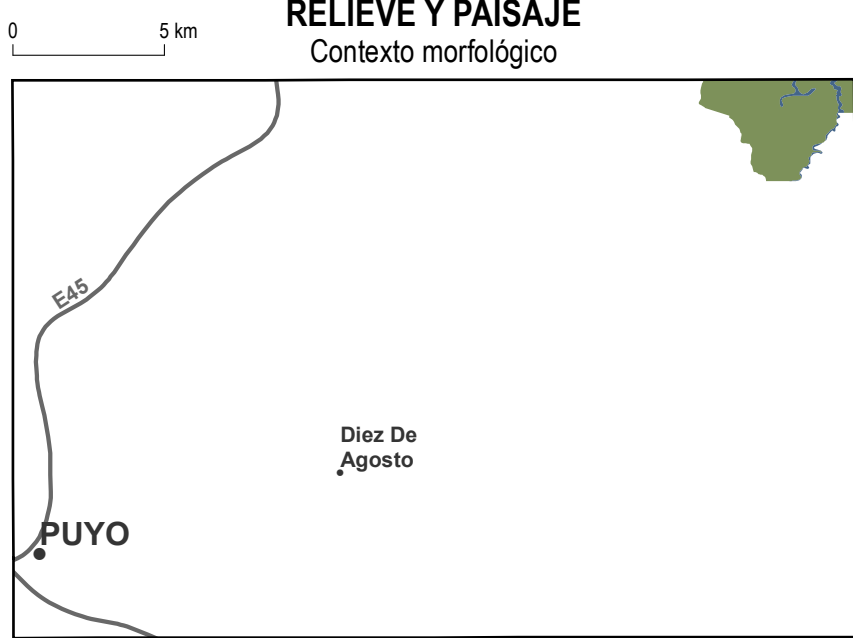 RELIEVE Y PAISAJE
0 5 km
Contexto morfológico
E45
Diez De
Agosto
PUYO